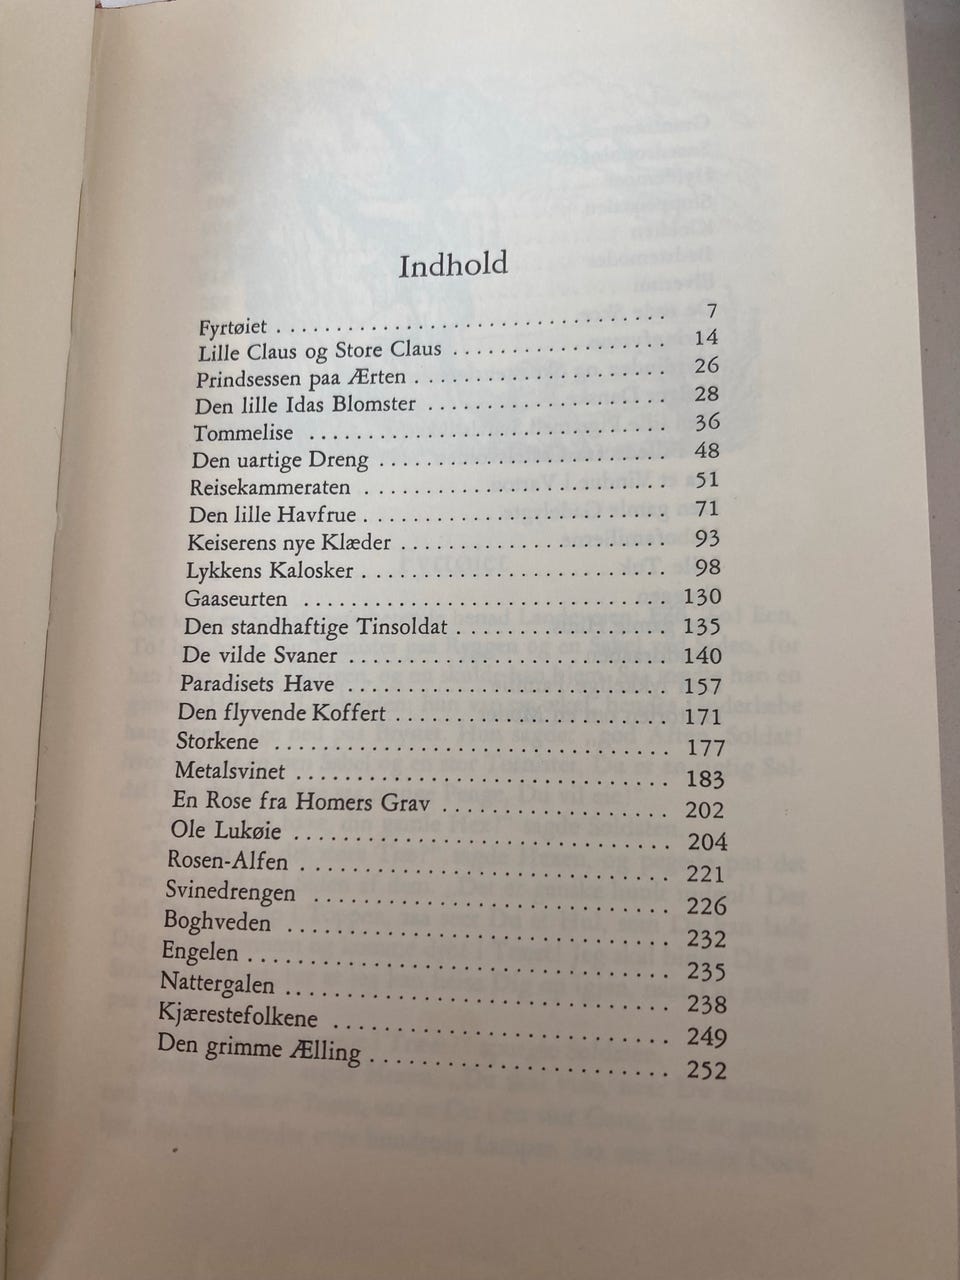 Indhold
Fyrtøiet . . . . . . . . . . . . . . . . . . . . . . . . . . . . . . . . . 7
Lille Claus og Store Claus . . . . . . . . . . . . . . . . . . 14
Prindsessen paa Ærten . . . . . . . . . . . . . . . . . . . . . 26
Den lille Idas Blomster . . . . . . . . . . . . . . . . . . . . 28
Tommelise . . . . . . . . . . . . . . . . . . . . . . . . . . . . 36
Den uartige Dreng . . . . . . . . . . . . . . . . . . . . . . . 48
Reisekammeraten . . . . . . . . . . . . . . . . . . . . . . . . 51
Den lille Havfrue . . . . . . . . . . . . . . . . . . . . . . . . 71
Keiserens nye Klæder . . . . . . . . . . . . . . . . . . . . . . 93
Lykkens Kalosker . . . . . . . . . . . . . . . . . . . . . . . . 98
Gaaseurten . . . . . . . . . . . . . . . . . . . . . . . . . . . . 130
Den standhaftige Tinsoldat . . . . . . . . . . . . . . . . . . 135
De vilde Svaner . . . . . . . . . . . . . . . . . . . . . . . . . 140
Paradisets Have . . . . . . . . . . . . . . . . . . . . . . . . . 157
Den flyvende Koffert . . . . . . . . . . . . . . . . . . . . . . 171
Storkene . . . . . . . . . . . . . . . . . . . . . . . . . . . . . . 177
Metalsvinet . . . . . . . . . . . . . . . . . . . . . . . . . . . . 183
En Rose fra Homers Grav . . . . . . . . . . . . . . . . . . . 202
Ole Lukøie . . . . . . . . . . . . . . . . . . . . . . . . . . . . 204
Rosen-Alfen . . . . . . . . . . . . . . . . . . . . . . . . . . . . 221
Svinedrengen . . . . . . . . . . . . . . . . . . . . . . . . . . . 226
Boghveden . . . . . . . . . . . . . . . . . . . . . . . . . . . . . 232
Engelen . . . . . . . . . . . . . . . . . . . . . . . . . . . . . . . 235
Nattergalen . . . . . . . . . . . . . . . . . . . . . . . . . . . . 238
Kjærestefolkene . . . . . . . . . . . . . . . . . . . . . . . . . 249
Den grimme Ælling . . . . . . . . . . . . . . . . . . . . . . . 252